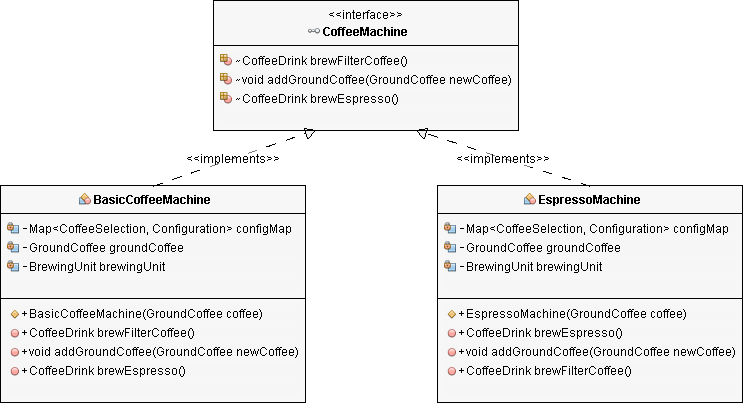 <<interface>>
CoffeeMachine
~CoffeeDrink brewFilterCoffee()
~void addGroundCoffee(GroundCoffee newCoffee)
~CoffeeDrink brewEspresso()
<<implements>>
<<implements>>
BasicCoffeeMachine
-Map<CoffeeSelection, Configuration> configMap
-GroundCoffee groundCoffee
-BrewingUnit brewingUnit
+BasicCoffeeMachine(GroundCoffee coffee)
+CoffeeDrink brewFilterCoffee()
+void addGroundCoffee(GroundCoffee newCoffee)
+CoffeeDrink brewEspresso()
EspressoMachine
-Map<CoffeeSelection, Configuration> configMap
-GroundCoffee groundCoffee
-BrewingUnit brewingUnit
+EspressoMachine(GroundCoffee coffee)
+CoffeeDrink brewEspresso()
+void addGroundCoffee(GroundCoffee newCoffee)
+CoffeeDrink brewFilterCoffee()